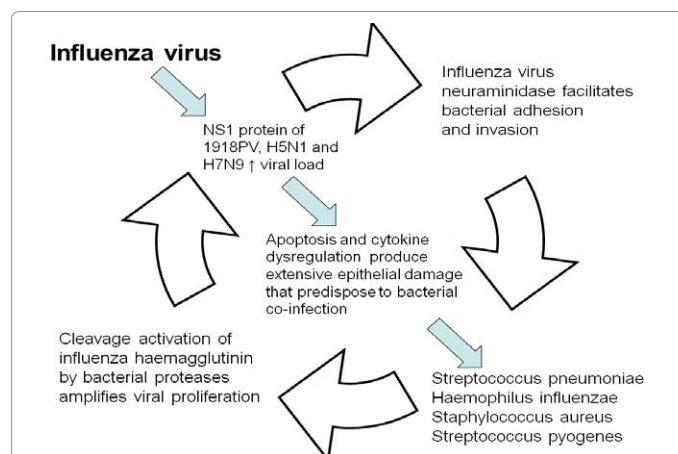 Influenza virus
NS1 protein of
1918PV, H5N1 and
H7N9 ↑ viral load
Influenza virus
neuraminidase facilitates
bacterial adhesion
and invasion
Apoptosis and cytokine
dysregulation produce
extensive epithelial damage
that predispose to bacterial
co-infection
Cleavage activation of
influenza haemagglutinin
by bacterial proteases
amplifies viral proliferation
Streptococcus pneumoniae
Haemophilus influenzae
Staphylococcus aureus
Streptococcus pyogenes